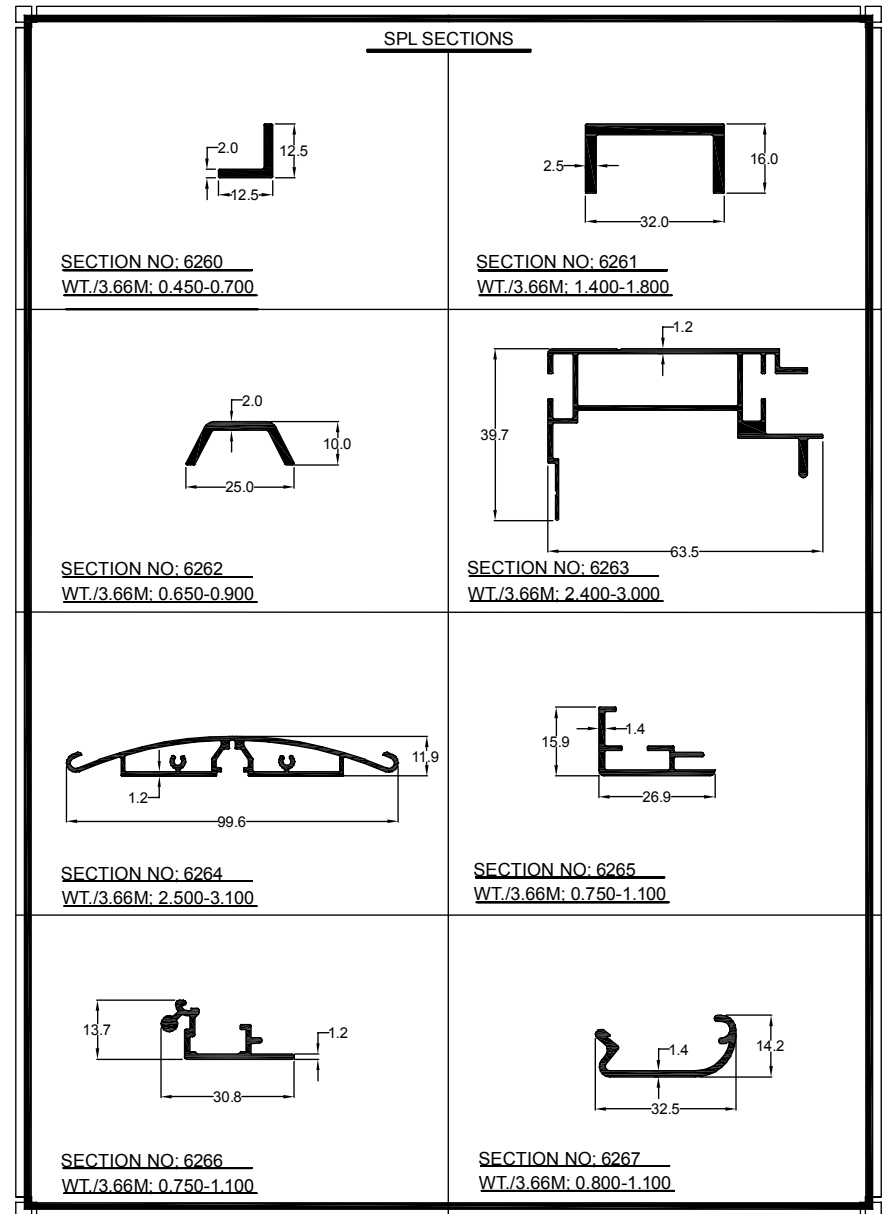 SPL SECTIONS
2.0
12.5
12.5
SECTION NO; 6260
WT./3.66M; 0.450-0.700
2.5
16.0
32.0
SECTION NO; 6261
WT./3.66M; 1.400-1.800
2.0
10.0
25.0
SECTION NO; 6262
WT./3.66M; 0.650-0.900
1.2
39.7
63.5
SECTION NO; 6263
WT./3.66M; 2.400-3.000
11.9
1.2
99.6
SECTION NO; 6264
WT./3.66M; 2.500-3.100
1.4
15.9
26.9
SECTION NO; 6265
WT./3.66M; 0.750-1.100
13.7
1.2
30.8
SECTION NO; 6266
WT./3.66M; 0.750-1.100
1.4
14.2
32.5
SECTION NO; 6267
WT./3.66M; 0.800-1.100